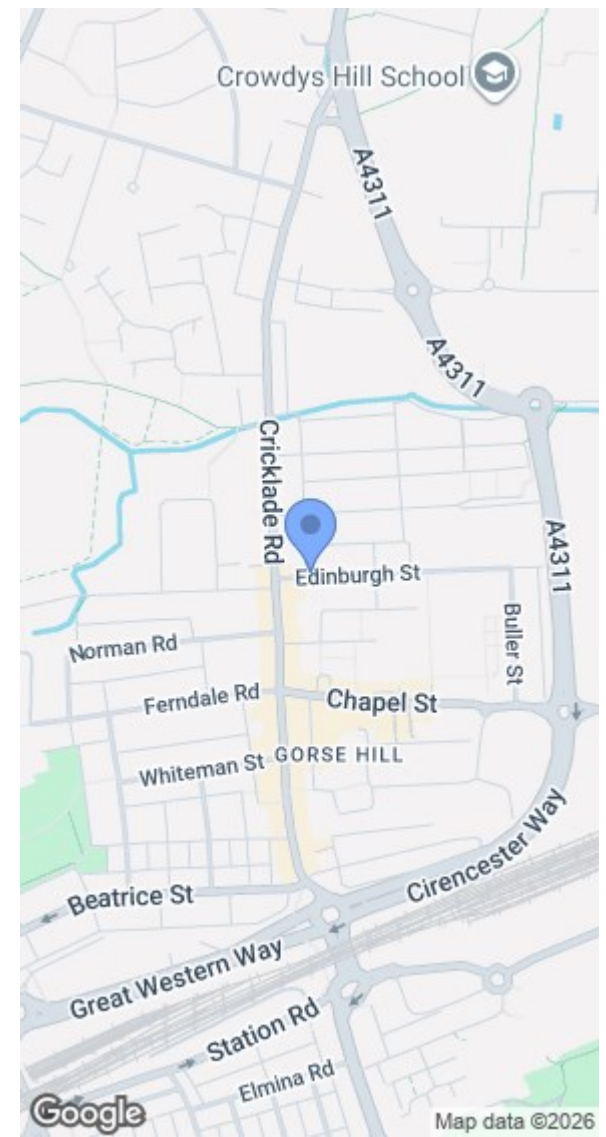 Crowdys Hill School
A4311
A4311
Cricklade Rd
A4311
Edinburgh St
Buller St
Norman Rd
Ferndale Rd
Chapel St
GORSE HILL
Whiteman St
Cirencester Way
Beatrice St
Great Western Way
Station Rd
Elmina Rd
Google
Map data ©2026